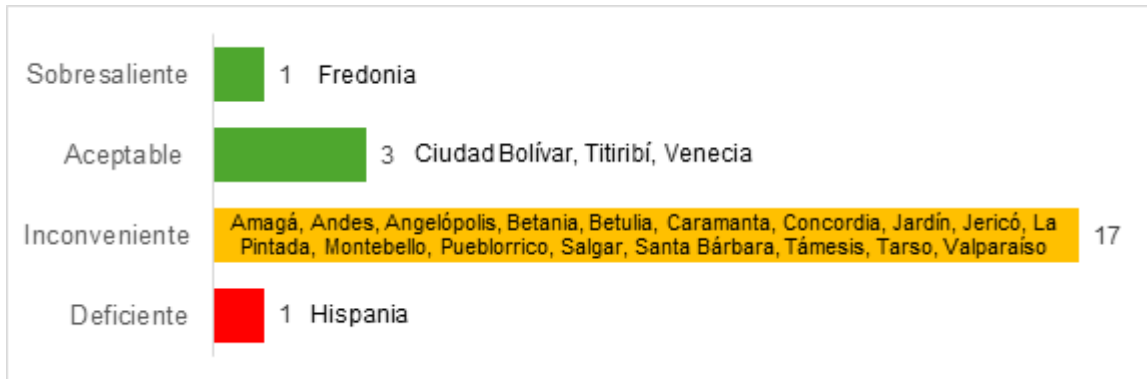 Sobresaliente 1 Fredonia
Aceptable 3 Ciudad Bolívar, Titiribí, Venecia
Amagá, Andes, Angelópolis, Betania, Betulia, Caramanta, Concordia, Jardín, Jericó, La
Inconveniente Pintada, Montebello, Pueblorrico, Salgar, Santa Bárbara, Támesis, Tarso, Valparaíso 17
Deficiente 1 Hispania